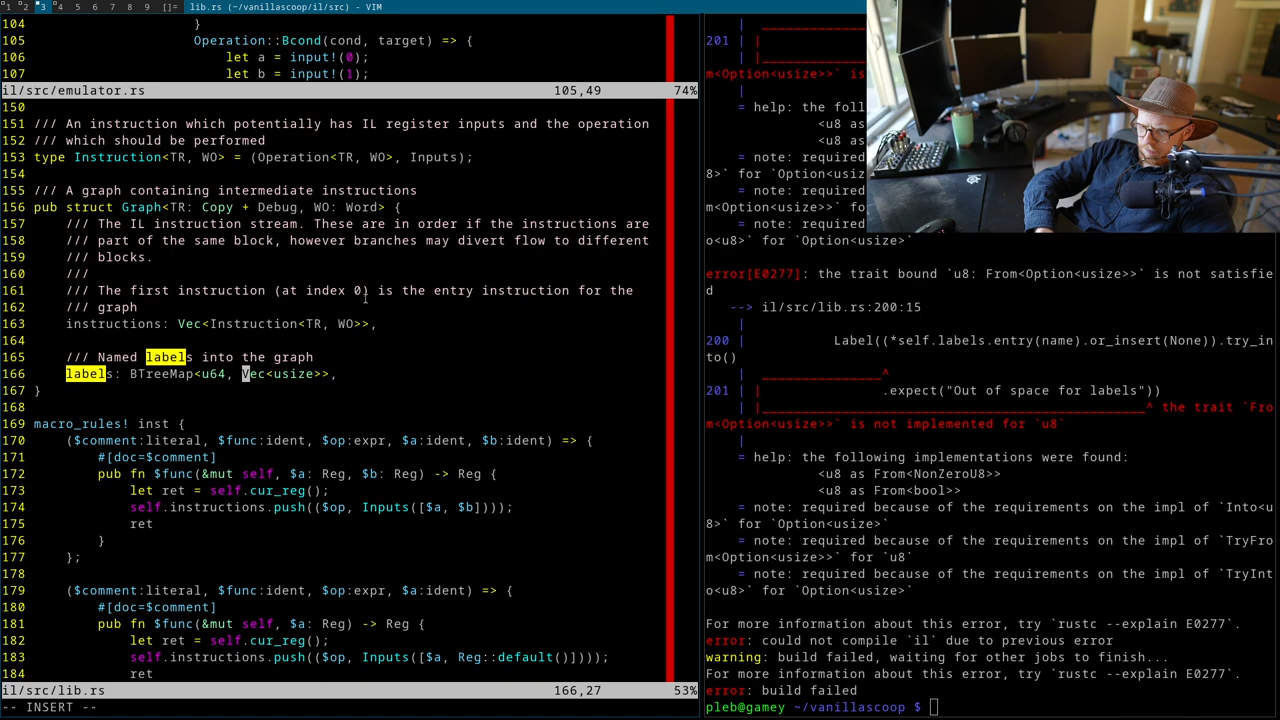 1 2 3 4 5 6 7 8 9 []= lib.rs (~/vanillascoop/il/src) - VIM
104 }
105 Operation::Bcond(cond, target) => {
106 let a = input!(0);
107 let b = input!(1);
il/src/emulator.rs 105,49 74%
150
151 /// An instruction which potentially has IL register inputs and the operation
152 /// which should be performed
153 type Instruction<TR, WO> = (Operation<TR, WO>, Inputs);
154
155 /// A graph containing intermediate instructions
156 pub struct Graph<TR: Copy + Debug, WO: Word> {
157 /// The IL instruction stream. These are in order if the instructions are
158 /// part of the same block, however branches may divert flow to different
159 /// blocks.
160 ///
161 /// The first instruction (at index 0) is the entry instruction for the
162 /// graph
163 instructions: Vec<Instruction<TR, WO>>,
164
165 /// Named labels into the graph
166 labels: BTreeMap<u64, Vec<usize>>,
167 }
168
169 macro_rules! inst {
170 ($comment:literal, $func:ident, $op:expr, $a:ident, $b:ident) => {
171 #[doc=$comment]
172 pub fn $func(&mut self, $a: Reg, $b: Reg) -> Reg {
173 let ret = self.cur_reg();
174 self.instructions.push(($op, Inputs([$a, $b])));
175 ret
176 }
177 };
178
179 ($comment:literal, $func:ident, $op:expr, $a:ident) => {
180 #[doc=$comment]
181 pub fn $func(&mut self, $a: Reg) -> Reg {
182 let ret = self.cur_reg();
183 self.instructions.push(($op, Inputs([$a, Reg::default()])));
184 ret
il/src/lib.rs 166,27 53%
-- INSERT --
|
201 |
|
m<Option<usize>>` is
|
= help: the foll
<u8 as
<u8 as
= note: required
8>` for `Option<usiz
= note: required
m<Option<usize>>` fo
= note: required
o<u8>` for `Option<usize>`
error[E0277]: the trait bound `u8: From<Option<usize>>` is not satisfie
d
--> il/src/lib.rs:200:15
|
200 | Label((*self.labels.entry(name).or_insert(None)).try_in
to()
| _______________^
201 | | .expect("Out of space for labels"))
|_______________________________________________^ the trait `Fro
m<Option<usize>>` is not implemented for `u8`
|
= help: the following implementations were found:
<u8 as From<NonZeroU8>>
<u8 as From<bool>>
= note: required because of the requirements on the impl of `Into<u
8>` for `Option<usize>`
= note: required because of the requirements on the impl of `TryFro
m<Option<usize>>` for `u8`
= note: required because of the requirements on the impl of `TryInt
o<u8>` for `Option<usize>`
For more information about this error, try `rustc --explain E0277`.
error: could not compile `il` due to previous error
warning: build failed, waiting for other jobs to finish...
For more information about this error, try `rustc --explain E0277`.
error: build failed
pleb@gamey ~/vanillascoop $